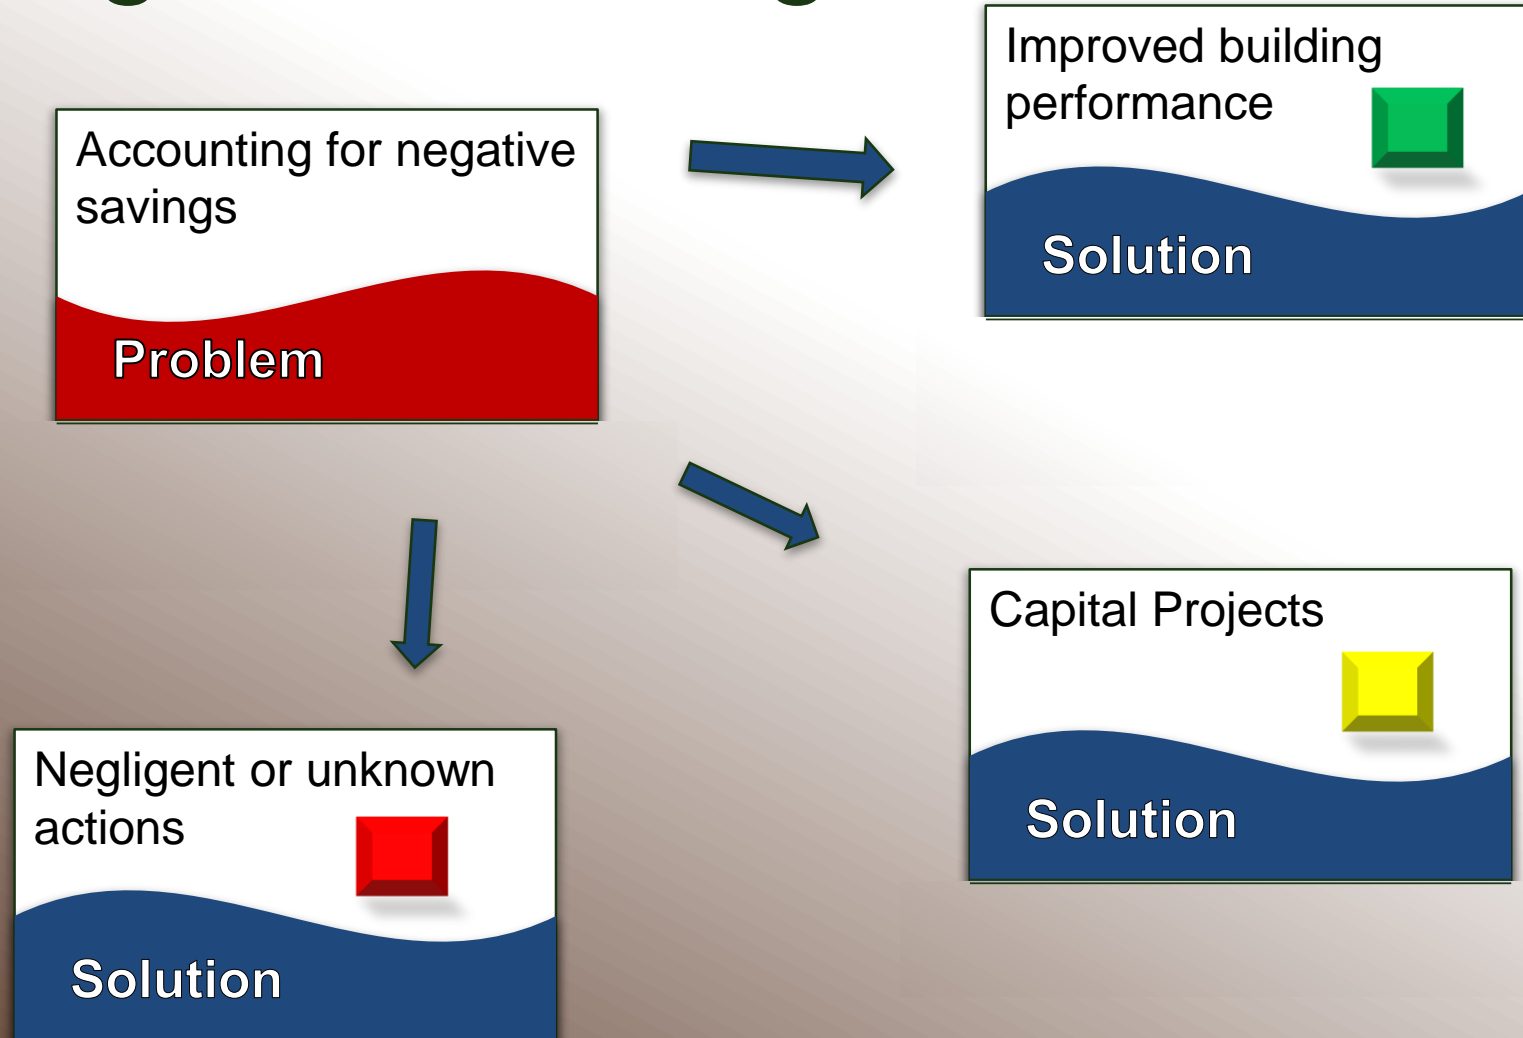 Improved building
performance
Solution
Accounting for negative
savings
Problem
Capital Projects
Solution
Negligent or unknown
actions
Solution